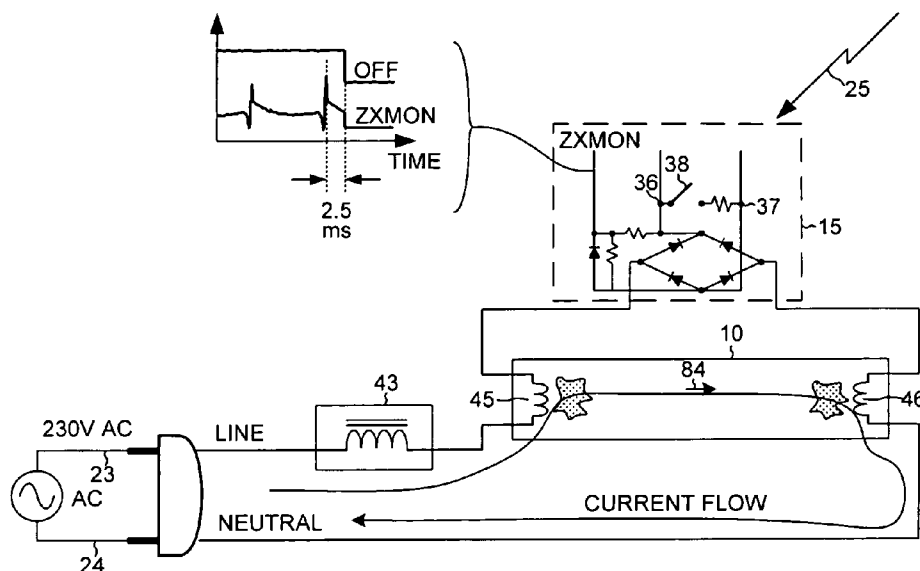 OFF
ZXMON
TIME
2.5
ms
25
ZXMON
36
38
37
15
10
84
45
46
43
230V AC
LINE
23
AC
CURRENT FLOW
NEUTRAL
24